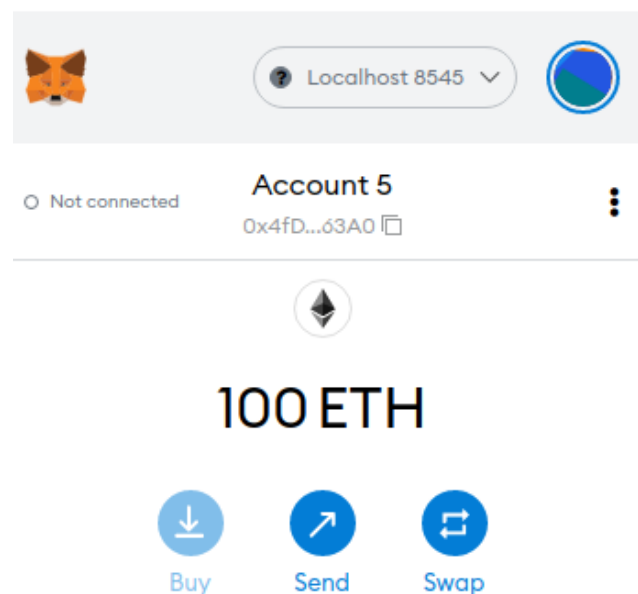 Localhost 8545
Not connected
Account 5
0x4fD...63A0
100 ETH
Buy
Send
Swap